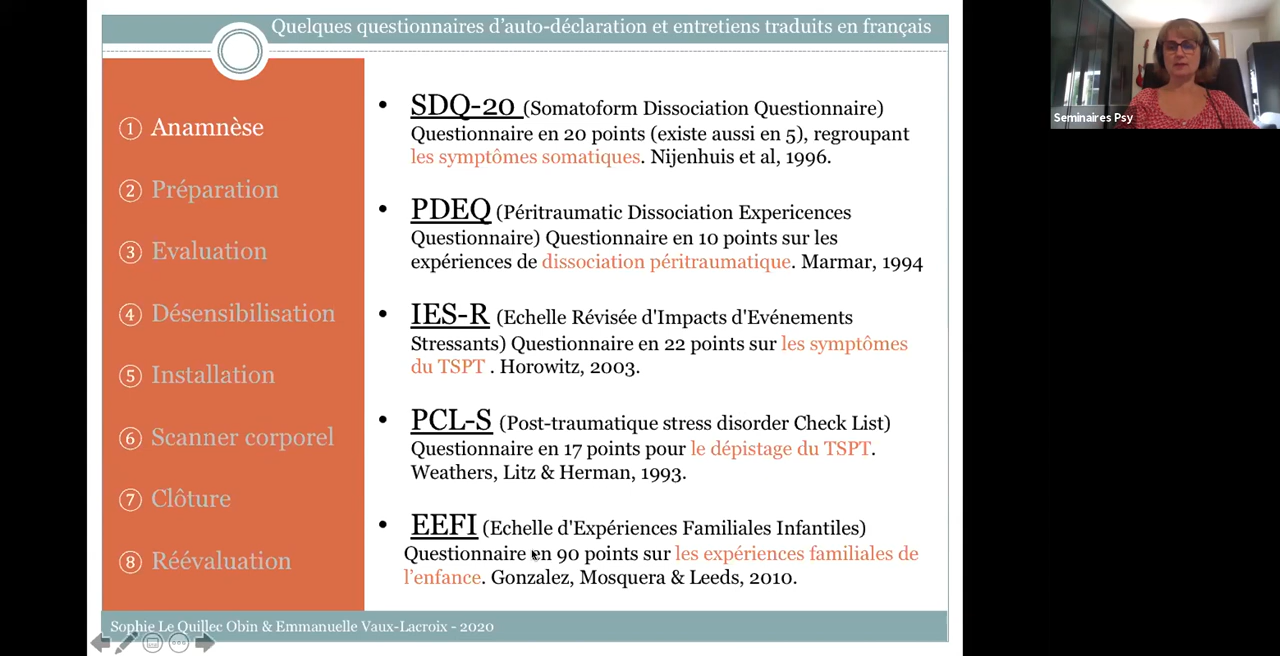 Quelques questionnaires d'auto-déclaration et entretiens traduits en français
① Anamnèse
② Préparation
③ Evaluation
④ Désensibilisation
⑤ Installation
⑥ Scanner corporel
⑦ Clôture
⑧ Réévaluation
• SDQ-20 (Somatoform Dissociation Questionnaire)
Questionnaire en 20 points (existe aussi en 5), regroupant
les symptômes somatiques. Nijenhuis et al, 1996.
• PDEQ (Péritraumatic Dissociation Expericences
Questionnaire) Questionnaire en 10 points sur les
expériences de dissociation péritraumatique. Marmar, 1994
• IES-R (Echelle Révisée d'Impacts d'Evénements
Stressants) Questionnaire en 22 points sur les symptômes
du TSPT . Horowitz, 2003.
• PCL-S (Post-traumatique stress disorder Check List)
Questionnaire en 17 points pour le dépistage du TSPT.
Weathers, Litz & Herman, 1993.
• EEFI (Echelle d'Expériences Familiales Infantiles)
Questionnaire en 90 points sur les expériences familiales de
l'enfance. Gonzalez, Mosquera & Leeds, 2010.
Sophie Le Quillec Obin & Emmanuelle Vaux-Lacroix - 2020
Seminaires Psy